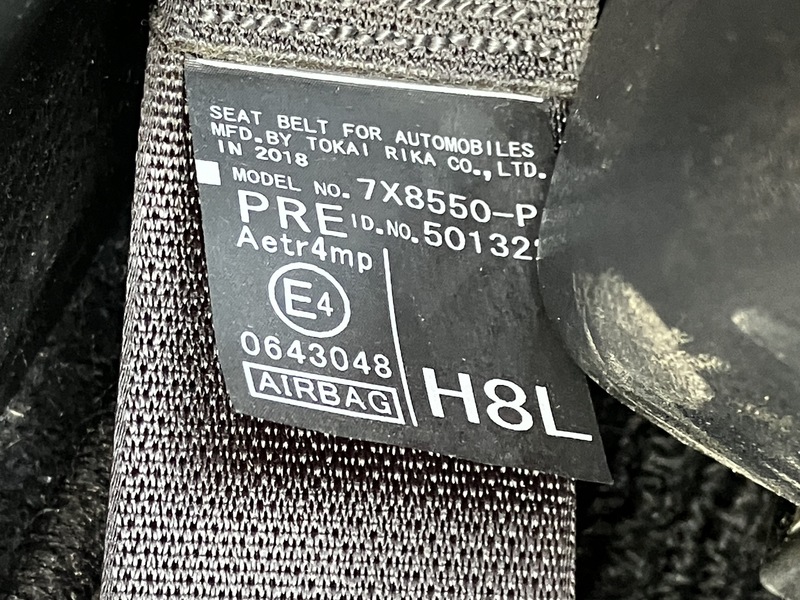 SEAT BELT FOR AUTOMOBILES
MFD.BY TOKAI RIKA CO.,LTD.
IN 2018
MODEL NO. 7X8550-P
PRE ID.NO. 50132
Aetr4mp
E4
0643048
AIRBAG
H8L